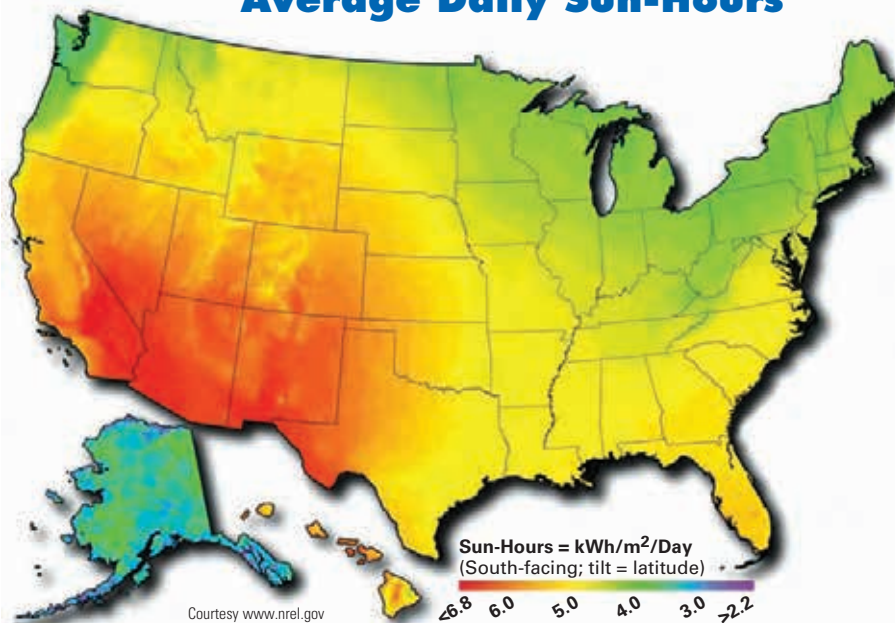 Average Daily Sun-Hours
Sun-Hours = kWh/m²/Day
(South-facing; tilt = latitude)
<6.8 6.0 5.0 4.0 3.0 >2.2
Courtesy www.nrel.gov